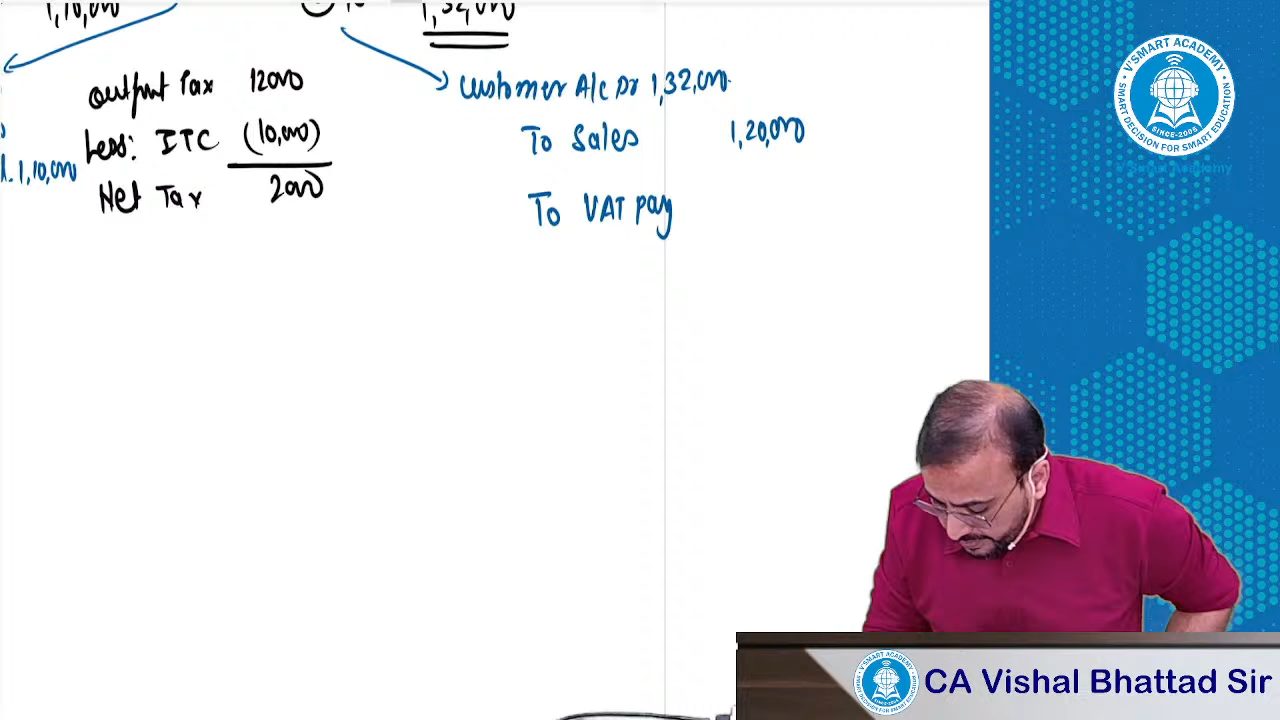 1,10,000
1,32,000
output Tax 12000
Less: ITC (10,000)
Net Tax 2000
1,10,000
Customer A/c Dr 1,32,000
To Sales 1,20,000
To VAT pay
V'SMART ACADEMY
SINCE-2005
SMART DECISION FOR SMART EDUCATION
V'Smart Academy
CA Vishal Bhattad Sir